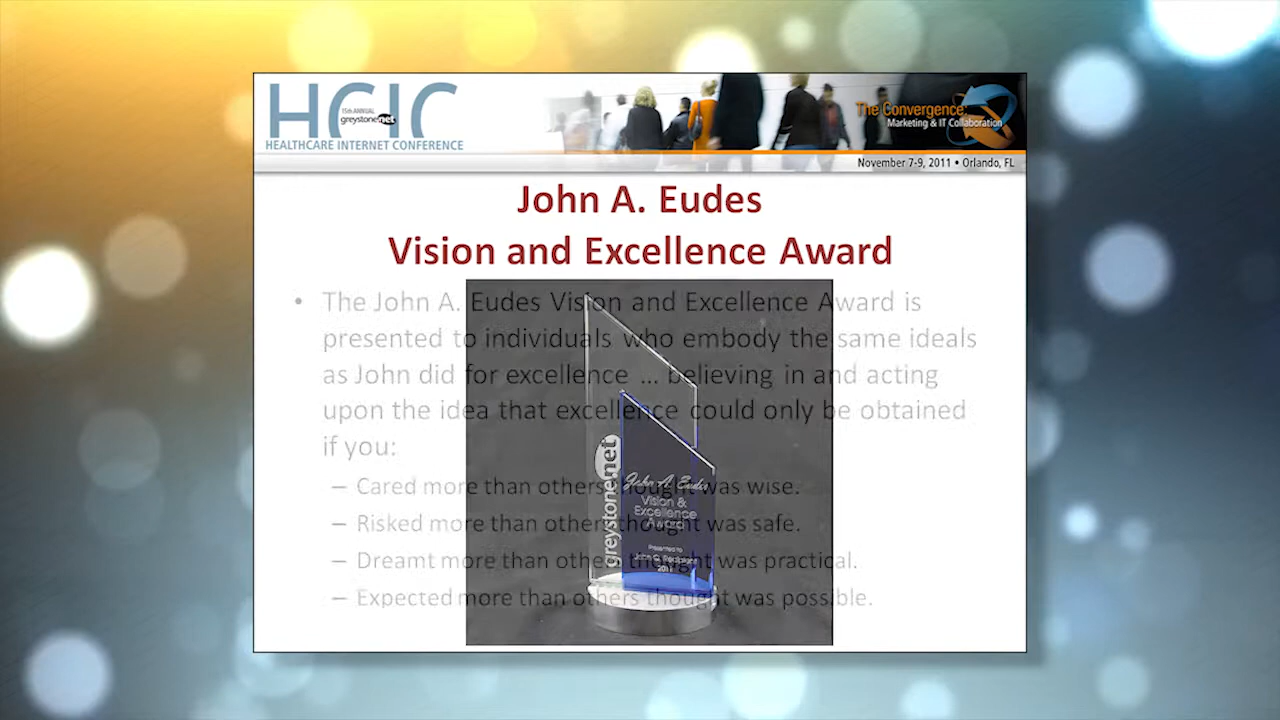 HCIC
15th ANNUAL
greystonenet
HEALTHCARE INTERNET CONFERENCE
The Convergence:
Marketing & IT Collaboration
November 7-9, 2011 • Orlando, FL
John A. Eudes
Vision and Excellence Award
• The John A. Eudes Vision and Excellence Award is
presented to individuals who embody the same ideals
as John did for excellence ... believing in and acting
upon the idea that excellence could only be obtained
if you:
– Cared more than others thought was wise.
– Risked more than others thought was safe.
– Dreamt more than others thought was practical.
– Expected more than others thought was possible.
greystonenet
John A. Eudes
Vision &
Excellence
Award
Presented to
John Q.
2011